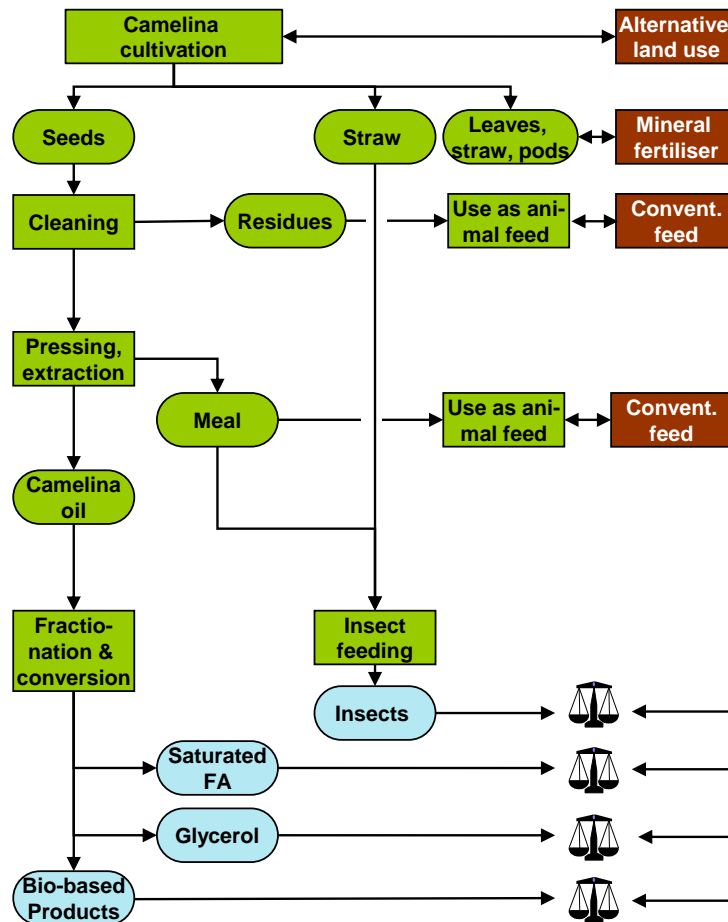 Camelina
cultivation
Alternative
land use
Seeds
Straw
Leaves,
straw, pods
Mineral
fertiliser
Cleaning
Residues
Use as ani-
mal feed
Convent.
feed
Pressing,
extraction
Meal
Use as ani-
mal feed
Convent.
feed
Camelina
oil
Fractio-
nation &
conversion
Insect
feeding
Insects
Saturated
FA
Glycerol
Bio-based
Products